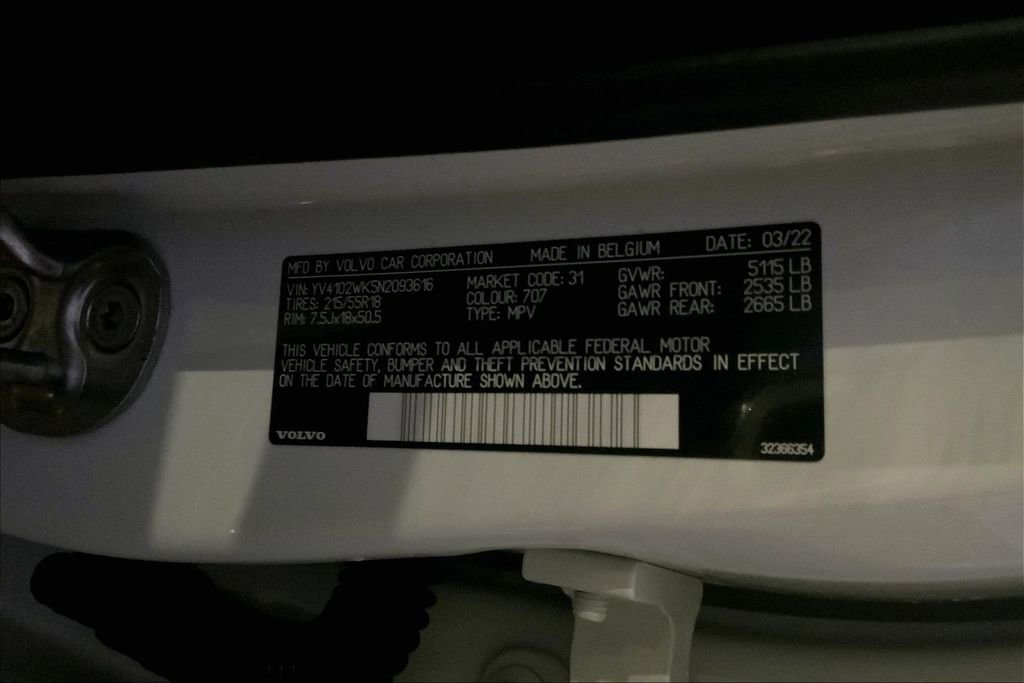 MFD BY VOLVO CAR CORPORATION MADE IN BELGIUM DATE: 03/22
VIN: YV4102WK5N2093616 MARKET CODE: 31 GVWR: 5115 LB
TIRES: 215/55R18 COLOUR: 707 GAWR FRONT: 2535 LB
RIM: 7.5Jx18x50.5 TYPE: MPV GAWR REAR: 2665 LB
THIS VEHICLE CONFORMS TO ALL APPLICABLE FEDERAL MOTOR
VEHICLE SAFETY, BUMPER AND THEFT PREVENTION STANDARDS IN EFFECT
ON THE DATE OF MANUFACTURE SHOWN ABOVE.
VOLVO 32366354